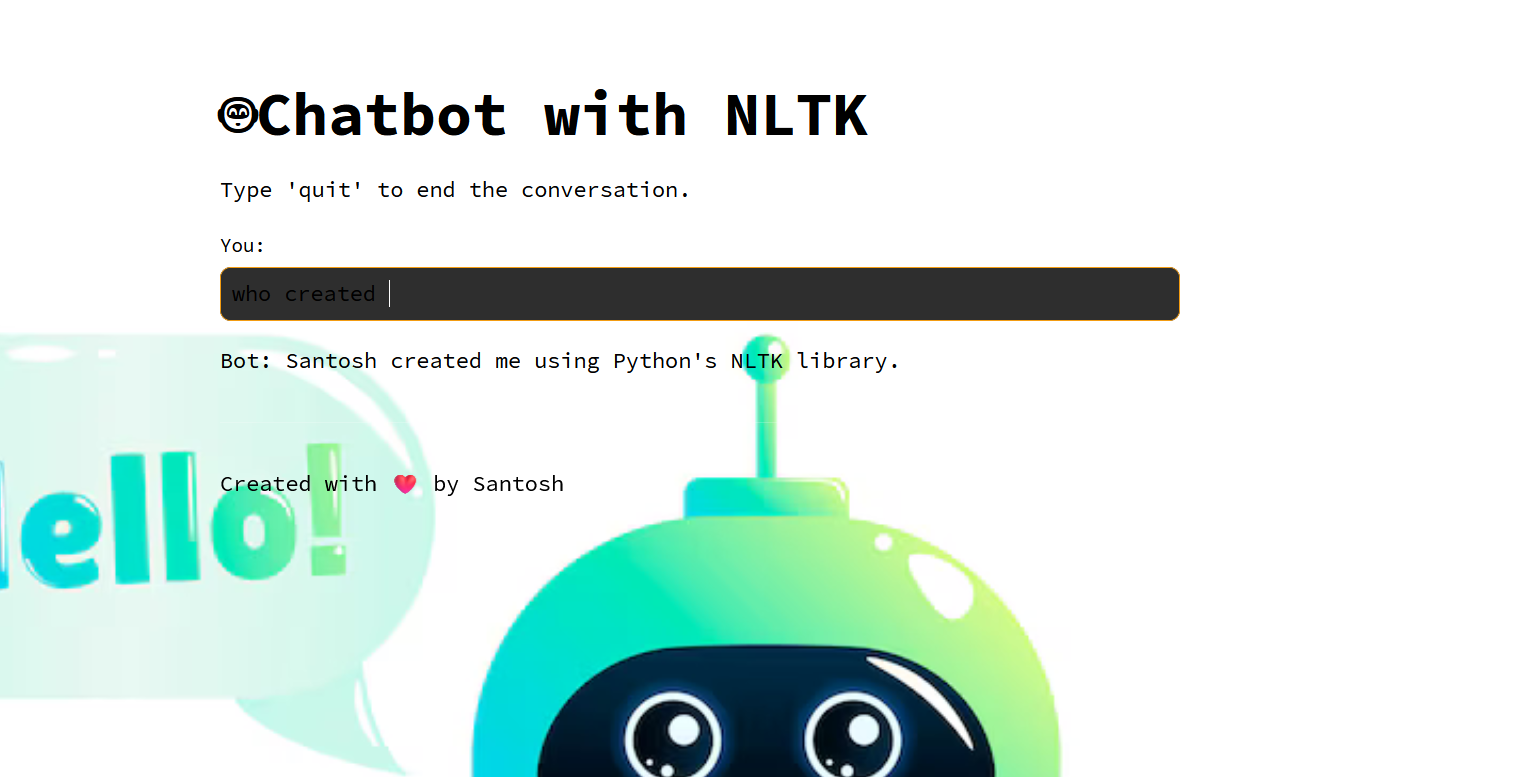 Chatbot with NLTK
Type 'quit' to end the conversation.
You:
who created
Bot: Santosh created me using Python's NLTK library.
Created with ❤️ by Santosh
ello!